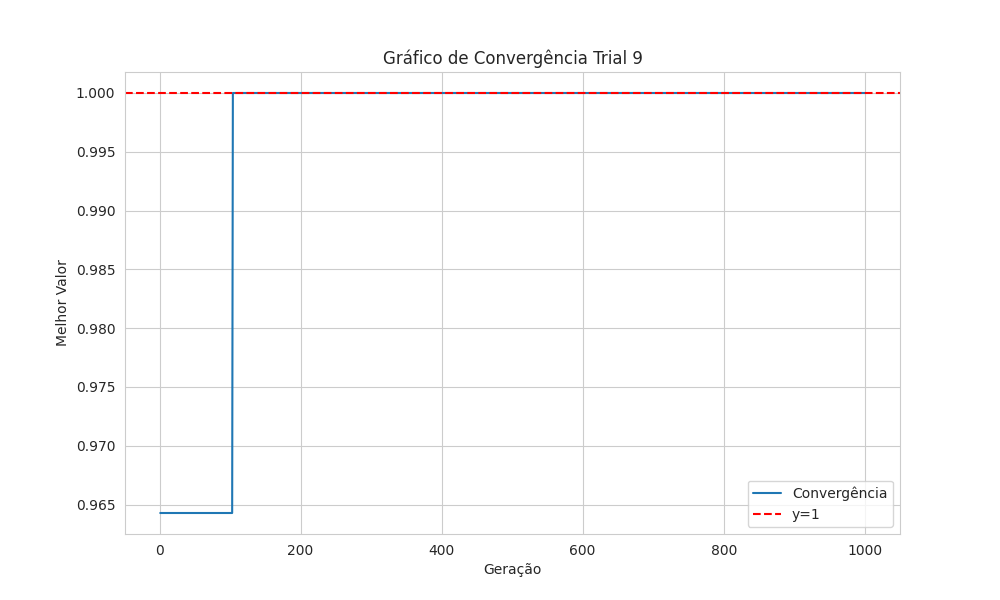 Gráfico de Convergência Trial 9
Melhor Valor
1.000
0.995
0.990
0.985
0.980
0.975
0.970
0.965
0
200
400
600
800
1000
Geração
Convergência
y=1